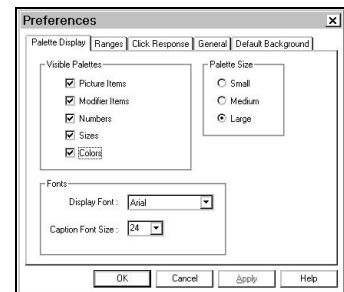 Preferences
Palette Display Ranges Click Response General Default Background
Visible Palettes
Picture Items
Modifier Items
Numbers
Sizes
Colors
Palette Size
Small
Medium
Large
Fonts
Display Font : Arial
Caption Font Size : 24
OK Cancel Apply Help